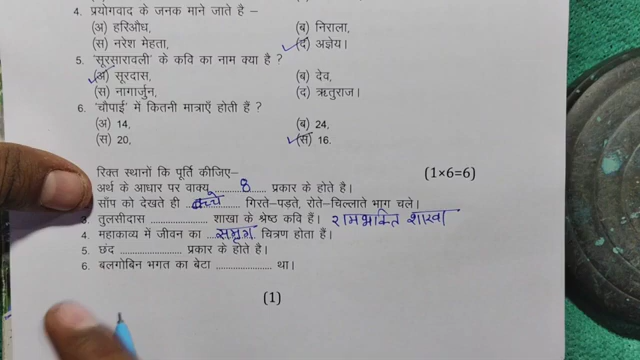 4. प्रयोगवाद के जनक माने जाते है –
(अ) हरिऔध, (ब) निराला,
(स) नरेश मेहता, (द) अज्ञेय।
5. 'सूरसारावली' के कवि का नाम क्या है ?
(अ) सूरदास, (ब) देव,
(स) नागार्जुन, (द) ऋतुराज।
6. 'चौपाई' में कितनी मात्राएँ होती हैं ?
(अ) 14, (ब) 24,
(स) 20, (स) 16.
रिक्त स्थानों कि पूर्ति कीजिए– (1×6=6)
अर्थ के आधार पर वाक्य ......8...... प्रकार के होते है।
साँप को देखते ही बच्चे गिरते-पड़ते, रोते-चिल्लाते भाग चले।
3. तुलसीदास .................. शाखा के श्रेष्ठ कवि हैं। रामभक्ति शाखा
4. महाकाव्य में जीवन का ...समग्र... चित्रण होता हैं।
5. छंद ...................... प्रकार के होते है।
6. बलगोबिन भगत का बेटा .................. था।
(1)